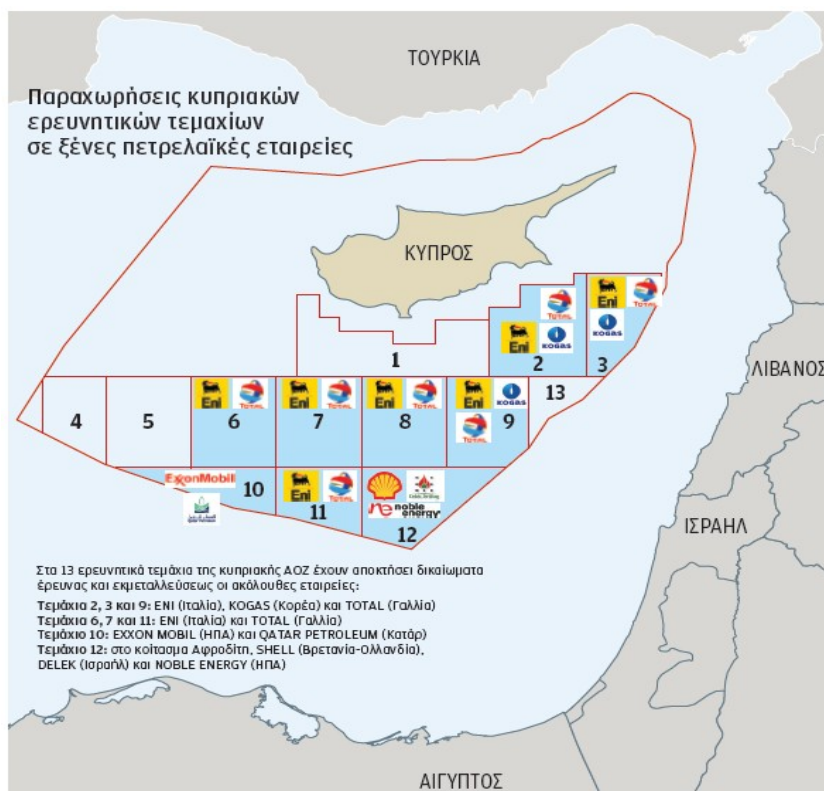 ΤΟΥΡΚΙΑ
Παραχωρήσεις κυπριακών
ερευνητικών τεμαχίων
σε ξένες πετρελαϊκές εταιρείες
ΚΥΠΡΟΣ
TOTAL
Eni
TOTAL
Eni
KOGAS
KOGAS
2
3
1
ΛΙΒΑΝΟΣ
Eni
TOTAL
Eni
TOTAL
Eni
TOTAL
Eni
KOGAS
13
4
5
6
7
8
TOTAL
9
ExxonMobil
10
Eni
TOTAL
11
noble
energy
12
ΙΣΡΑΗΛ
Στα 13 ερευνητικά τεμάχια της κυπριακής ΑΟΖ έχουν αποκτήσει δικαίωματα
έρευνας και εκμεταλλεύσεως οι ακόλουθες εταιρείες:
Τεμάχια 2, 3 και 9: ENI (Ιταλία), KOGAS (Κορέα) και TOTAL (Γαλλία)
Τεμάχια 6, 7 και 11: ENI (Ιταλία) και TOTAL (Γαλλία)
Τεμάχιο 10: EXXON MOBIL (ΗΠΑ) και QATAR PETROLEUM (Κατάρ)
Τεμάχιο 12: στο κοίτασμα Αφροδίτη, SHELL (Βρετανία-Ολλανδία),
DELEK (Ισραήλ) και NOBLE ENERGY (ΗΠΑ)
ΑΙΓΥΠΤΟΣ